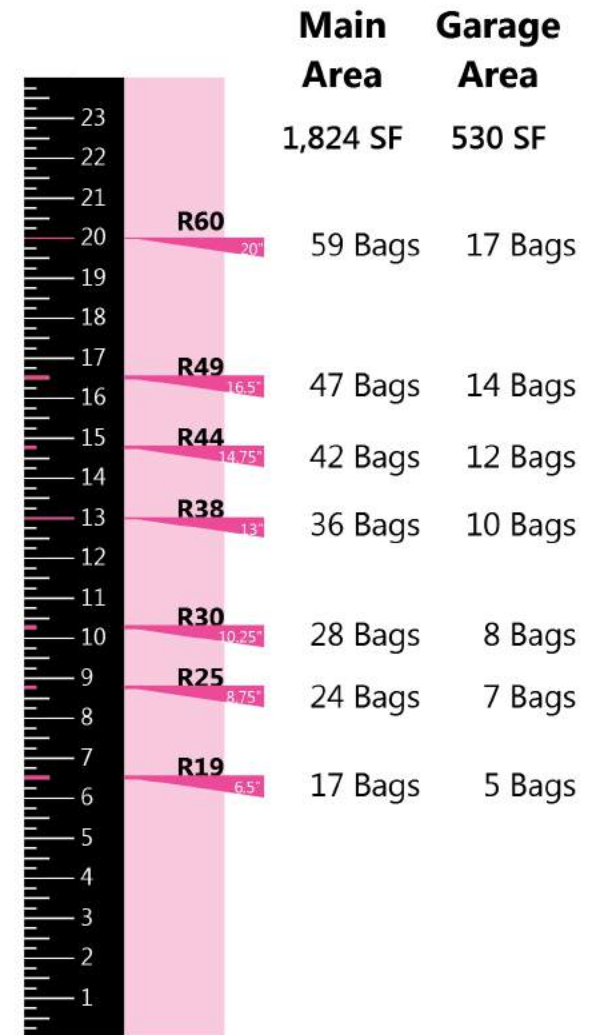 Main Garage
Area Area
1,824 SF 530 SF
23
22
21
R60
20 20" 59 Bags 17 Bags
19
18
17
R49
16.5" 47 Bags 14 Bags
16
15
R44
14.75" 42 Bags 12 Bags
14
R38
13 13" 36 Bags 10 Bags
12
11
R30
10 10.25" 28 Bags 8 Bags
9
R25
8.75" 24 Bags 7 Bags
8
7
R19
6.5" 17 Bags 5 Bags
6
5
4
3
2
1